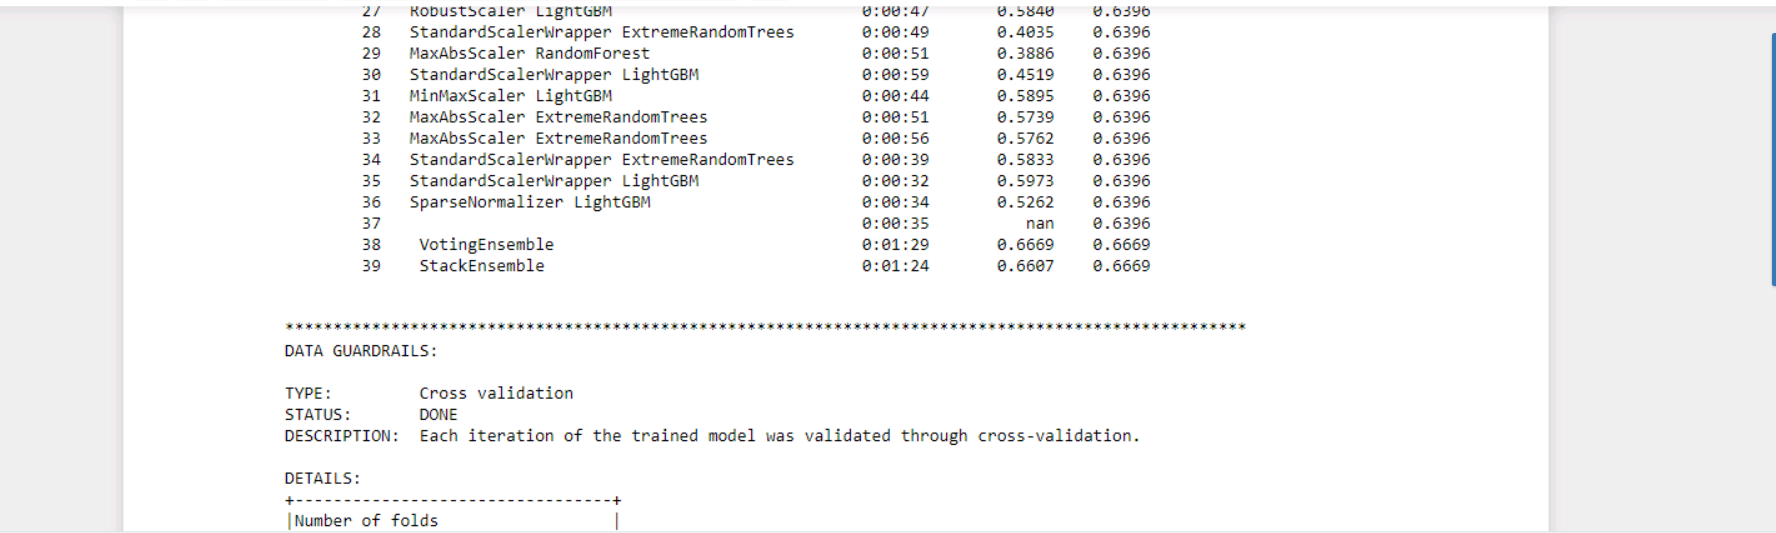 27 RobustScaler LightGBM 0:00:47 0.5840 0.6396
28 StandardScalerWrapper ExtremeRandomTrees 0:00:49 0.4035 0.6396
29 MaxAbsScaler RandomForest 0:00:51 0.3886 0.6396
30 StandardScalerWrapper LightGBM 0:00:59 0.4519 0.6396
31 MinMaxScaler LightGBM 0:00:44 0.5895 0.6396
32 MaxAbsScaler ExtremeRandomTrees 0:00:51 0.5739 0.6396
33 MaxAbsScaler ExtremeRandomTrees 0:00:56 0.5762 0.6396
34 StandardScalerWrapper ExtremeRandomTrees 0:00:39 0.5833 0.6396
35 StandardScalerWrapper LightGBM 0:00:32 0.5973 0.6396
36 SparseNormalizer LightGBM 0:00:34 0.5262 0.6396
37 0:00:35 nan 0.6396
38 VotingEnsemble 0:01:29 0.6669 0.6669
39 StackEnsemble 0:01:24 0.6607 0.6669
****************************************************************************************************
DATA GUARDRAILS:
TYPE: Cross validation
STATUS: DONE
DESCRIPTION: Each iteration of the trained model was validated through cross-validation.
DETAILS:
+---------------------------------+
|Number of folds |